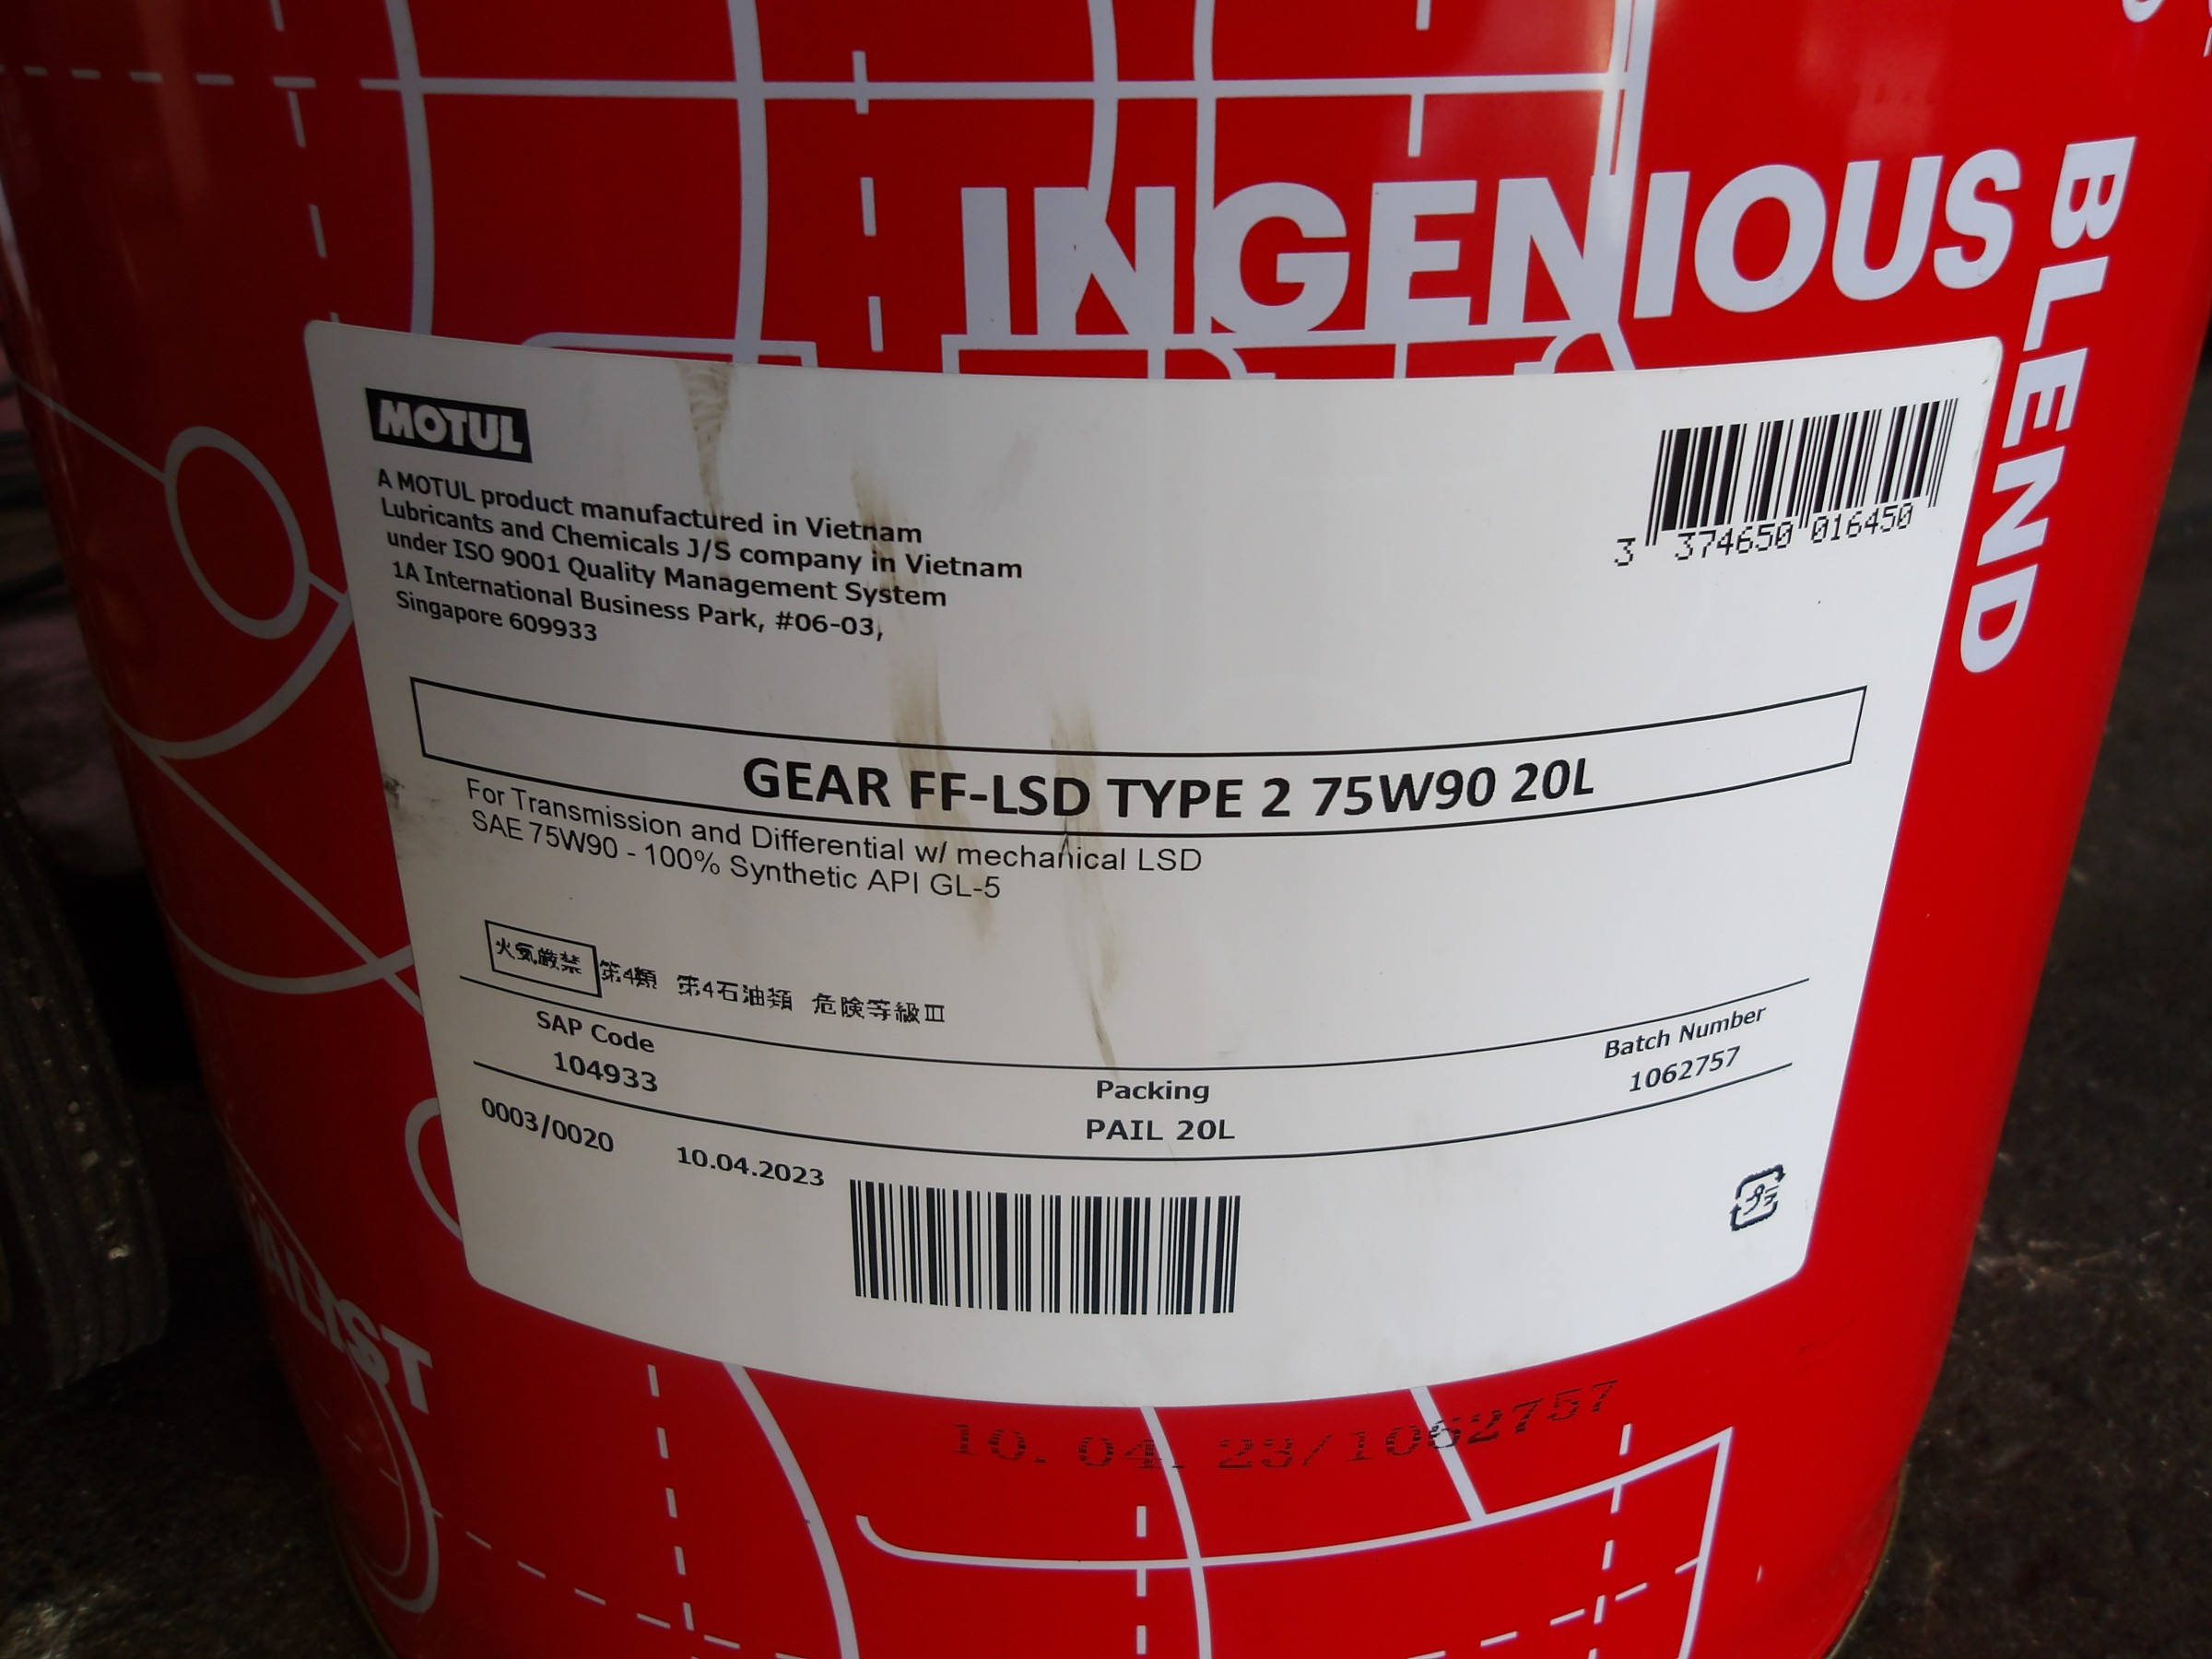 INGENIOUS
BLEND
MOTUL
A MOTUL product manufactured in Vietnam
Lubricants and Chemicals J/S company in Vietnam
under ISO 9001 Quality Management System
1A International Business Park, #06-03,
Singapore 609933
3 374650 016450
GEAR FF-LSD TYPE 2 75W90 20L
For Transmission and Differential w/ mechanical LSD
SAE 75W90 - 100% Synthetic API GL-5
火気厳禁 第4類 第4石油類 危険等級Ⅲ
SAP Code
104933
Packing
PAIL 20L
Batch Number
1062757
0003/0020 10.04.2023
プラ
ALIST
10. 04. 23/1062757